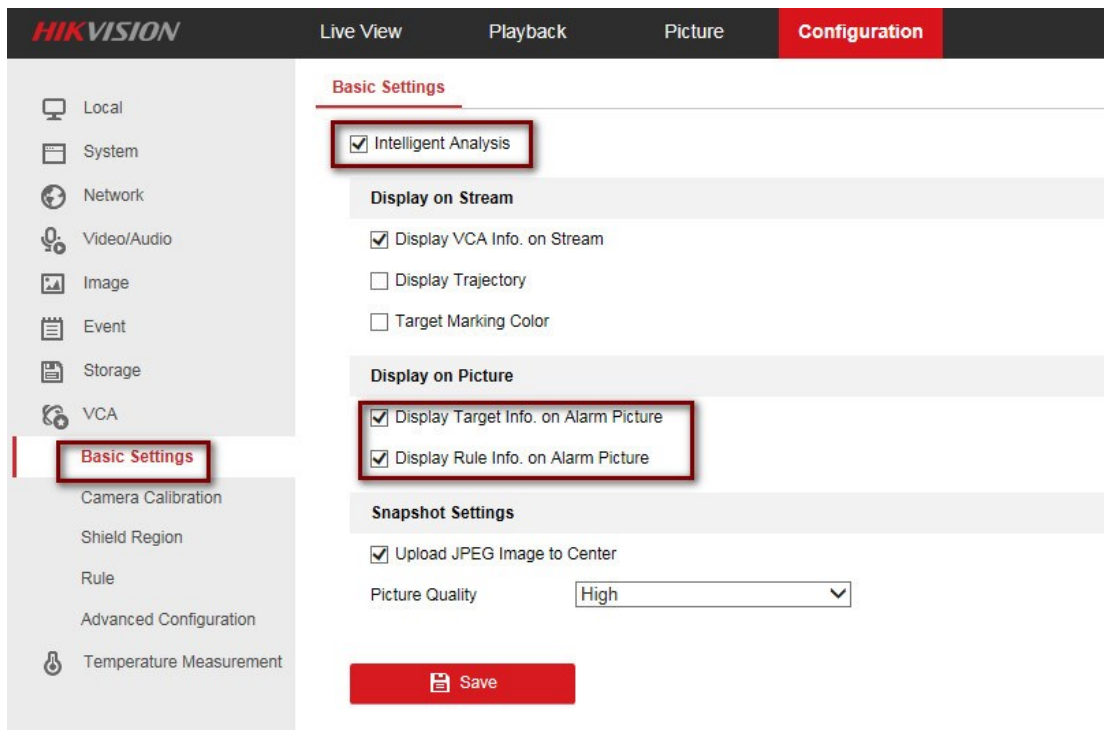 HIKVISION Live View Playback Picture Configuration
Local
System
Network
Video/Audio
Image
Event
Storage
VCA
Basic Settings
Camera Calibration
Shield Region
Rule
Advanced Configuration
Temperature Measurement
Basic Settings
Intelligent Analysis
Display on Stream
Display VCA Info. on Stream
Display Trajectory
Target Marking Color
Display on Picture
Display Target Info. on Alarm Picture
Display Rule Info. on Alarm Picture
Snapshot Settings
Upload JPEG Image to Center
Picture Quality High
Save